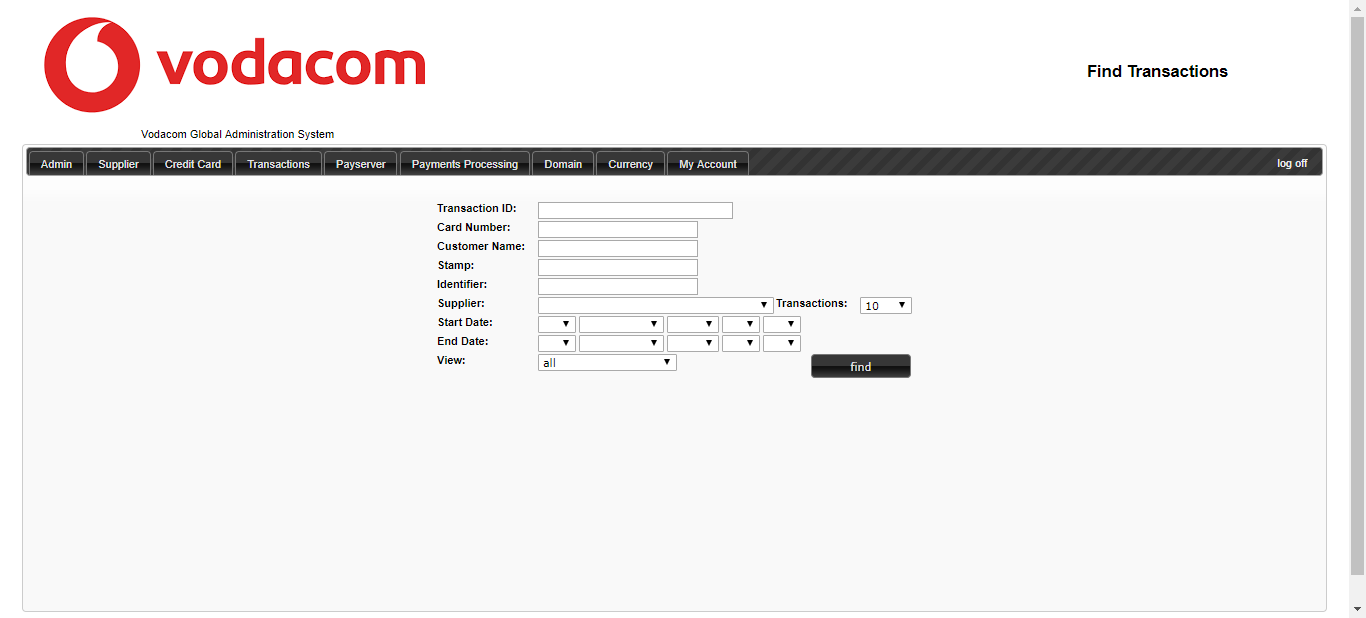 vodacom
Find Transactions
Vodacom Global Administration System
Admin Supplier Credit Card Transactions Payserver Payments Processing Domain Currency My Account log off
Transaction ID:
Card Number:
Customer Name:
Stamp:
Identifier:
Supplier: Transactions: 10
Start Date:
End Date:
View: all find